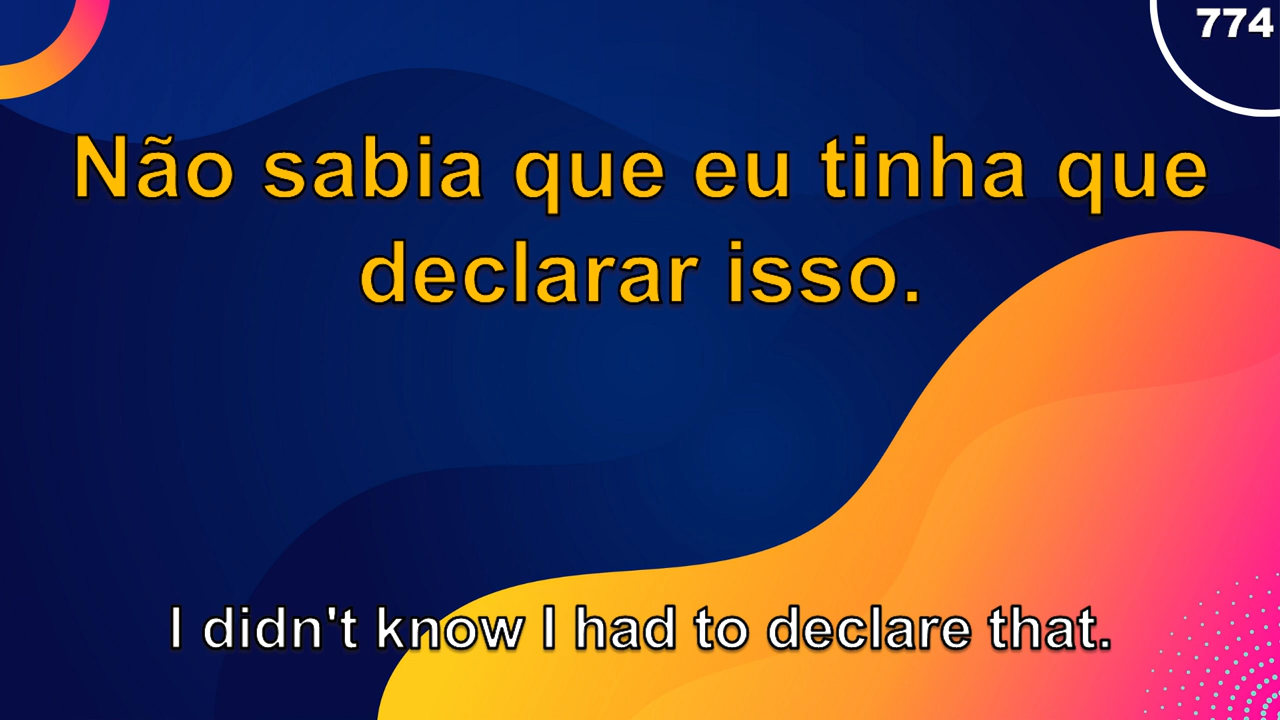 774
Não sabia que eu tinha que
declarar isso.
I didn't know I had to declare that.